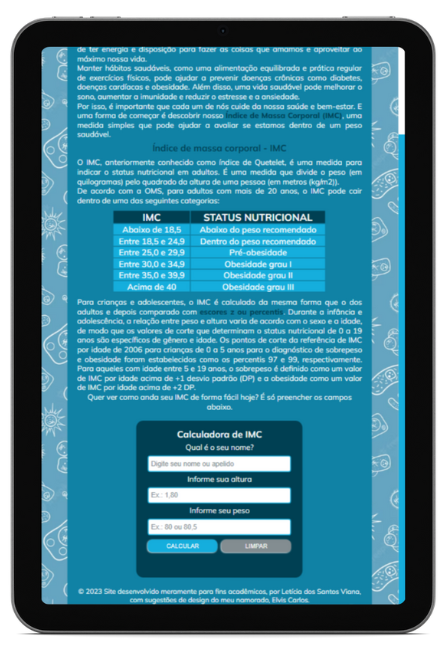 de ter energia e disposição para fazer as coisas que amamos e aproveitar ao
máximo nossa vida.
Manter hábitos saudáveis, como uma alimentação equilibrada e prática regular
de exercícios físicos, pode ajudar a prevenir doenças crônicas como diabetes,
doenças cardíacas e obesidade. Além disso, uma vida saudável pode melhorar o
sono, aumentar a imunidade e reduzir o estresse e a ansiedade.
Por isso, é importante que cada um de nós cuide da nossa saúde e bem-estar. E
uma forma de começar é descobrir nosso Índice de Massa Corporal (IMC), uma
medida simples que pode ajudar a avaliar se estamos dentro de um peso
saudável.
Índice de massa corporal - IMC
O IMC, anteriormente conhecido como índice de Quetelet, é uma medida para
indicar o status nutricional em adultos. É uma medida que divide o peso (em
quilogramas) pelo quadrado da altura de uma pessoa (em metros (kg/m2)).
De acordo com a OMS, para adultos com mais de 20 anos, o IMC pode cair
dentro de uma das seguintes categorias:
IMC STATUS NUTRICIONAL
Abaixo de 18,5 Abaixo do peso recomendado
Entre 18,5 e 24,9 Dentro do peso recomendado
Entre 25,0 e 29,9 Pré-obesidade
Entre 30,0 e 34,9 Obesidade grau I
Entre 35,0 e 39,9 Obesidade grau II
Acima de 40 Obesidade grau III
Para crianças e adolescentes, o IMC é calculado da mesma forma que o dos
adultos e depois comparado com escores z ou percentis. Durante a infância e
adolescência, a relação entre peso e altura varia de acordo com o sexo e a idade,
de modo que os valores de corte que determinam o status nutricional de 0 a 19
anos são específicos de gênero e idade. Os pontos de corte da referência de IMC
por idade de 2006 para crianças de 0 a 5 anos para o diagnóstico de sobrepeso
e obesidade foram estabelecidos como os percentis 97 e 99, respectivamente.
Para aqueles com idade entre 5 e 19 anos, o sobrepeso é definido como um valor
de IMC por idade acima de +1 desvio padrão (DP) e a obesidade como um valor
de IMC por idade acima de +2 DP.
Quer ver como anda seu IMC de forma fácil hoje? É só preencher os campos
abaixo.
Calculadora de IMC
Qual é o seu nome?
Digite seu nome ou apelido
Informe sua altura
Ex.: 1,80
Informe seu peso
Ex.: 80 ou 80,5
CALCULAR LIMPAR
© 2023 Site desenvolvido meramente para fins acadêmicos, por Letícia dos Santos Viana,
com sugestões de design do meu namorado, Elvis Carlos.